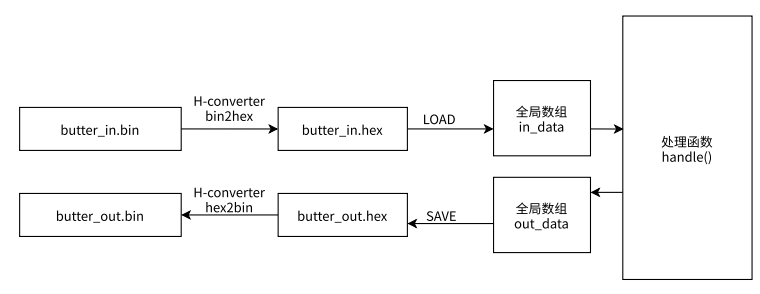 H-converter
bin2hex
butter_in.bin
butter_in.hex
LOAD
全局数组
in_data
处理函数
handle()
H-converter
hex2bin
butter_out.bin
butter_out.hex
SAVE
全局数组
out_data